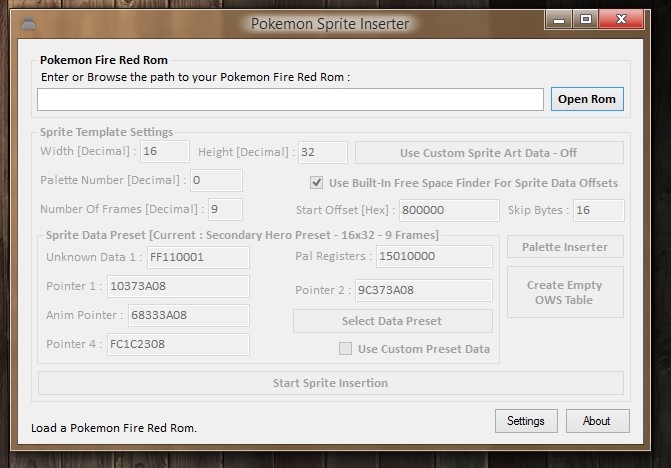 Pokemon Sprite Inserter
Pokemon Fire Red Rom
Enter or Browse the path to your Pokemon Fire Red Rom :
Open Rom
Sprite Template Settings
Width [Decimal] : 16 Height [Decimal] : 32 Use Custom Sprite Art Data - Off
Palette Number [Decimal] : 0 Use Built-In Free Space Finder For Sprite Data Offsets
Number Of Frames [Decimal] : 9 Start Offset [Hex] : 800000 Skip Bytes : 16
Sprite Data Preset [Current : Secondary Hero Preset - 16x32 - 9 Frames]
Unknown Data 1 : FF110001 Pal Registers : 15010000
Palette Inserter
Pointer 1 : 10373A08 Pointer 2 : 9C373A08
Create Empty
OWS Table
Anim Pointer : 68333A08 Select Data Preset
Pointer 4 : FC1C2308 Use Custom Preset Data
Start Sprite Insertion
Load a Pokemon Fire Red Rom. Settings About